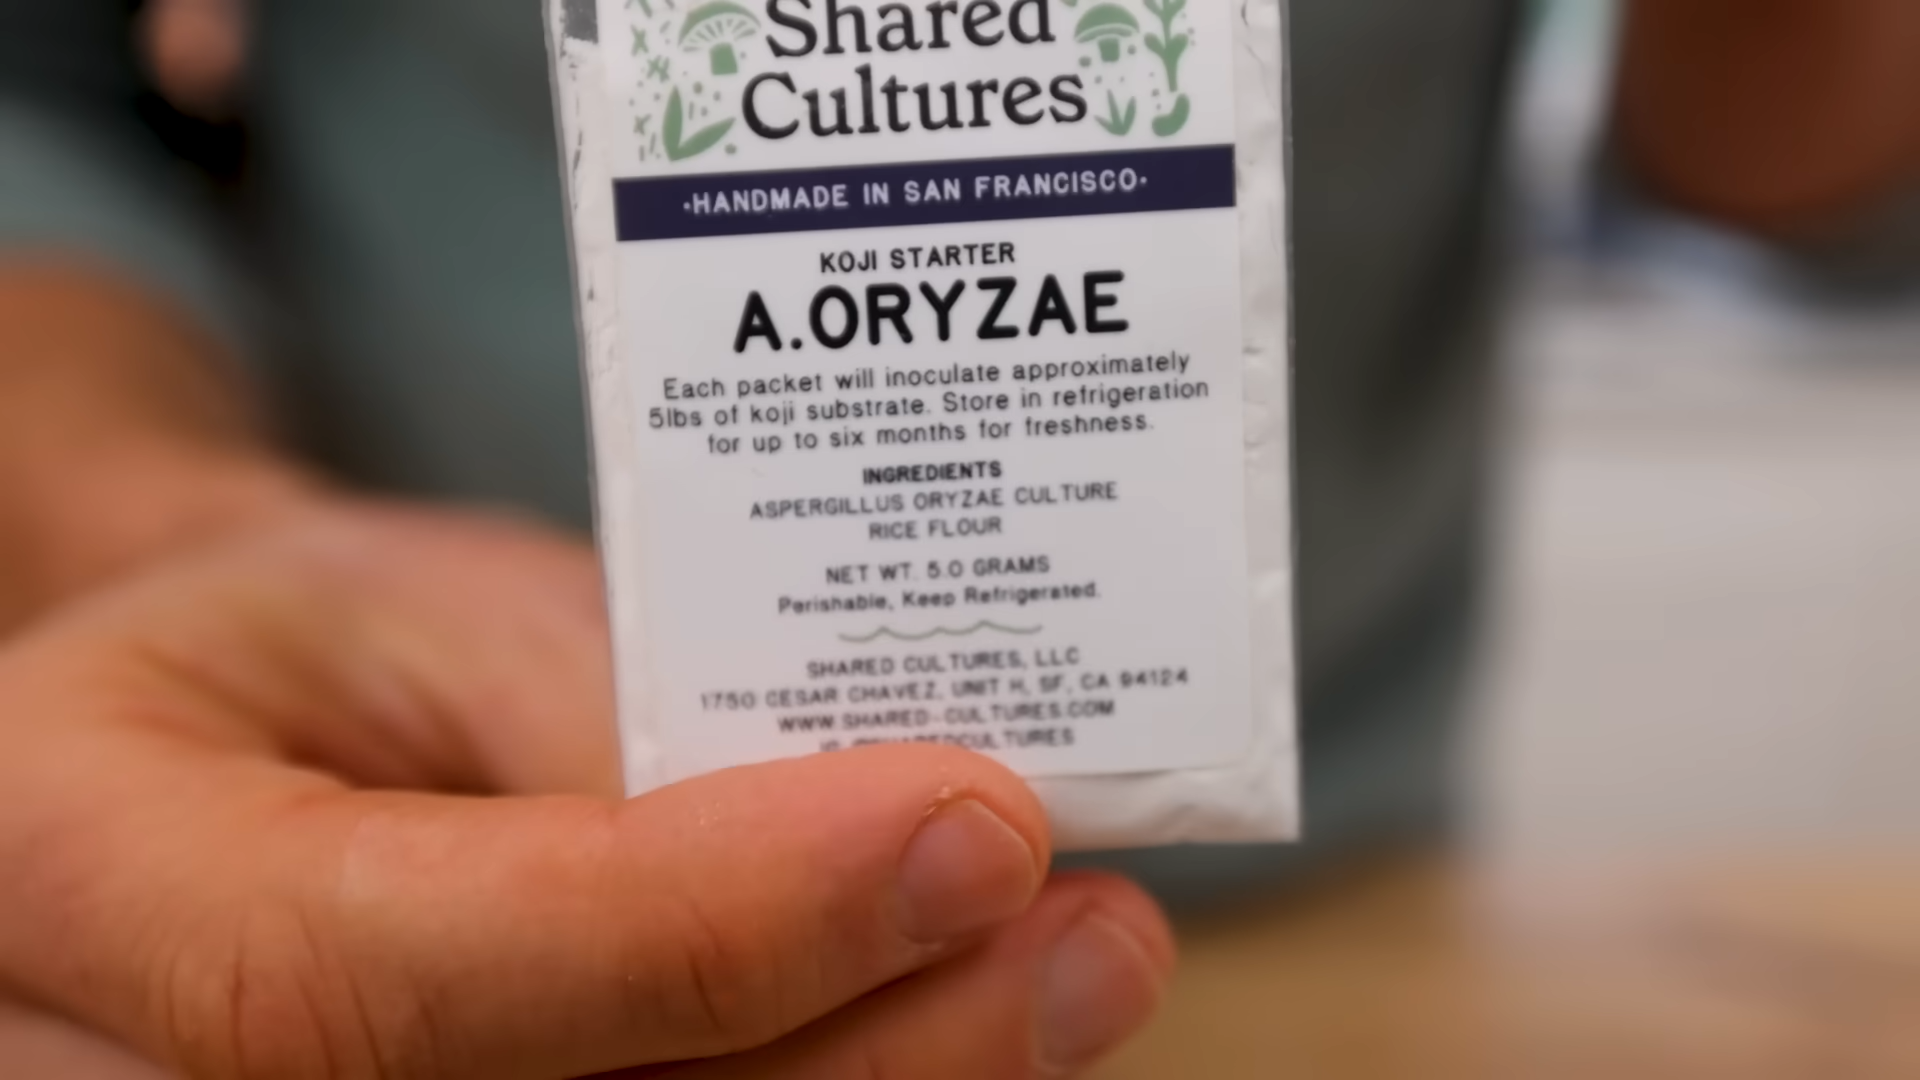 Shared
Cultures
·HANDMADE IN SAN FRANCISCO·
KOJI STARTER
A.ORYZAE
Each packet will inoculate approximately
5lbs of koji substrate. Store in refrigeration
for up to six months for freshness.
INGREDIENTS
ASPERGILLUS ORYZAE CULTURE
RICE FLOUR
NET WT. 5.0 GRAMS
Perishable, Keep Refrigerated.
SHARED CULTURES, LLC
1750 CESAR CHAVEZ, UNIT H, SF, CA 94124
WWW.SHARED-CULTURES.COM